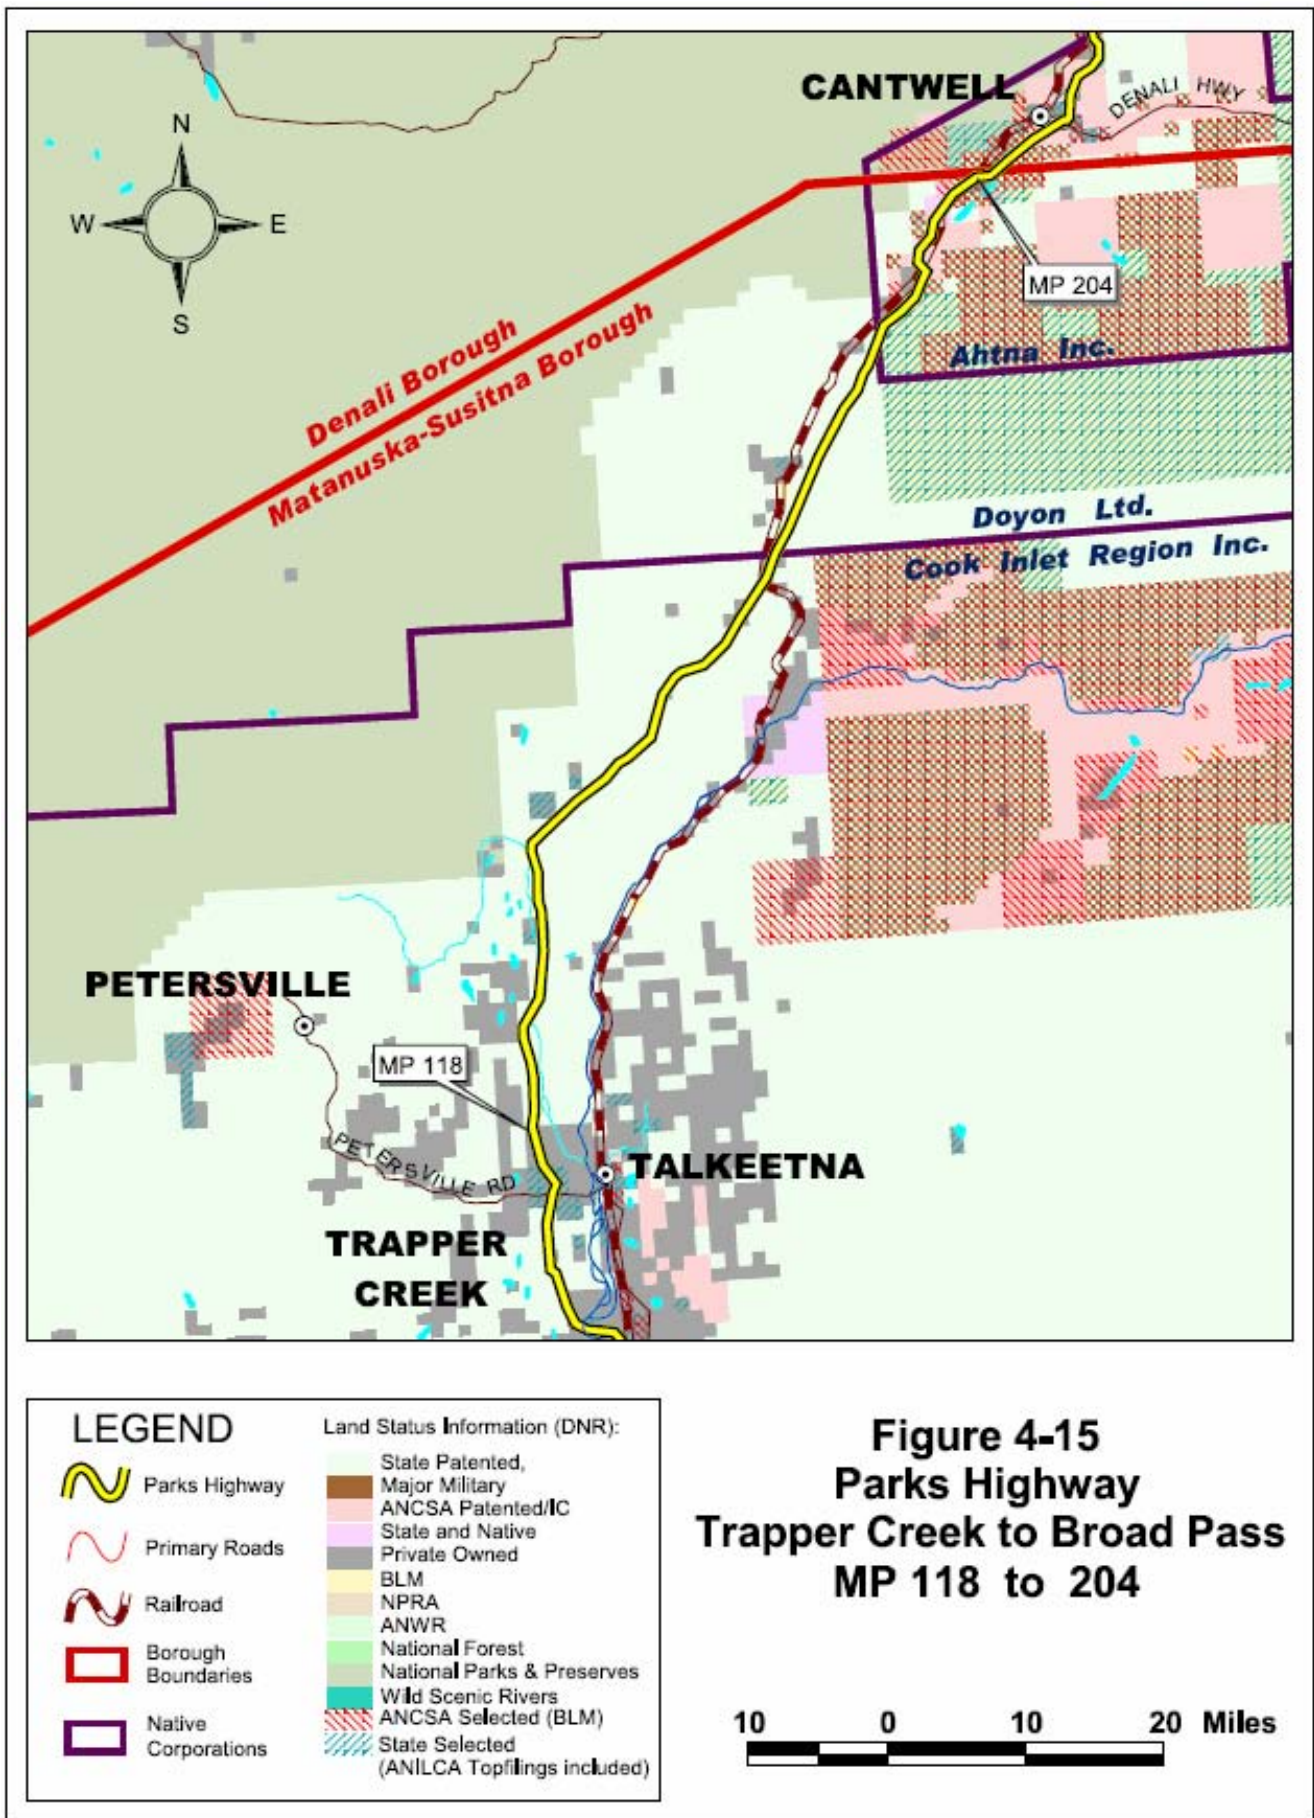 CANTWELL
DENALI HWY
N
W
E
S
MP 204
Denali Borough
Matanuska-Susitna Borough
Ahtna Inc.
Doyon Ltd.
Cook Inlet Region Inc.
PETERSVILLE
MP 118
PETERSVILLE RD
TALKEETNA
TRAPPER
CREEK
LEGEND
Parks Highway
Primary Roads
Railroad
Borough
Boundaries
Native
Corporations
Land Status Information (DNR):
State Patented,
Major Military
ANCSA Patented/IC
State and Native
Private Owned
BLM
NPRA
ANWR
National Forest
National Parks & Preserves
Wild Scenic Rivers
ANCSA Selected (BLM)
State Selected
(ANILCA Topfilings included)
Figure 4-15
Parks Highway
Trapper Creek to Broad Pass
MP 118 to 204
10 0 10 20 Miles